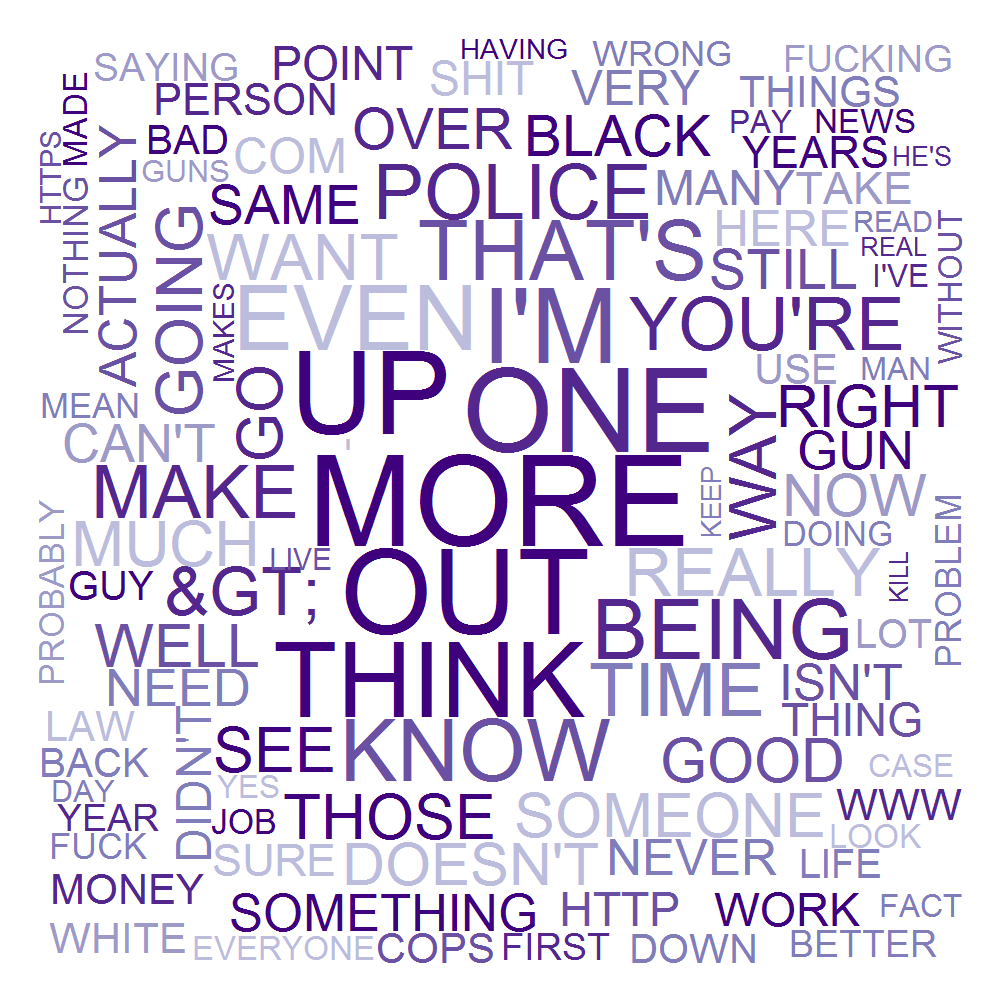 HAVING
SAYING POINT SHIT WRONG FUCKING
MADE PERSON VERY THINGS
HTTPS BAD OVER BLACK PAY NEWS
ACTUALLY GUNS COM YEARS HE'S
NOTHING SAME POLICE MANY TAKE
GOING WANT THAT'S HERE READ
STILL REAL WITHOUT
I'VE
MAKES EVEN I'M YOU'RE
UP ONE USE MAN
MEAN GO WAY RIGHT
CAN'T ' GUN
MAKE MORE KEEP NOW
PROBABLY MUCH DOING PROBLEM
LIVE OUT REALLY KILL
GUY &GT;
WELL BEING LOT
NEED THINK TIME ISN'T
LAW DIDN'T SEE KNOW THING
BACK GOOD CASE
DAY YES
YEAR JOB THOSE SOMEONE WWW
FUCK LOOK
SURE DOESN'T NEVER LIFE
MONEY
SOMETHING HTTP WORK FACT
WHITE EVERYONE COPS FIRST DOWN BETTER